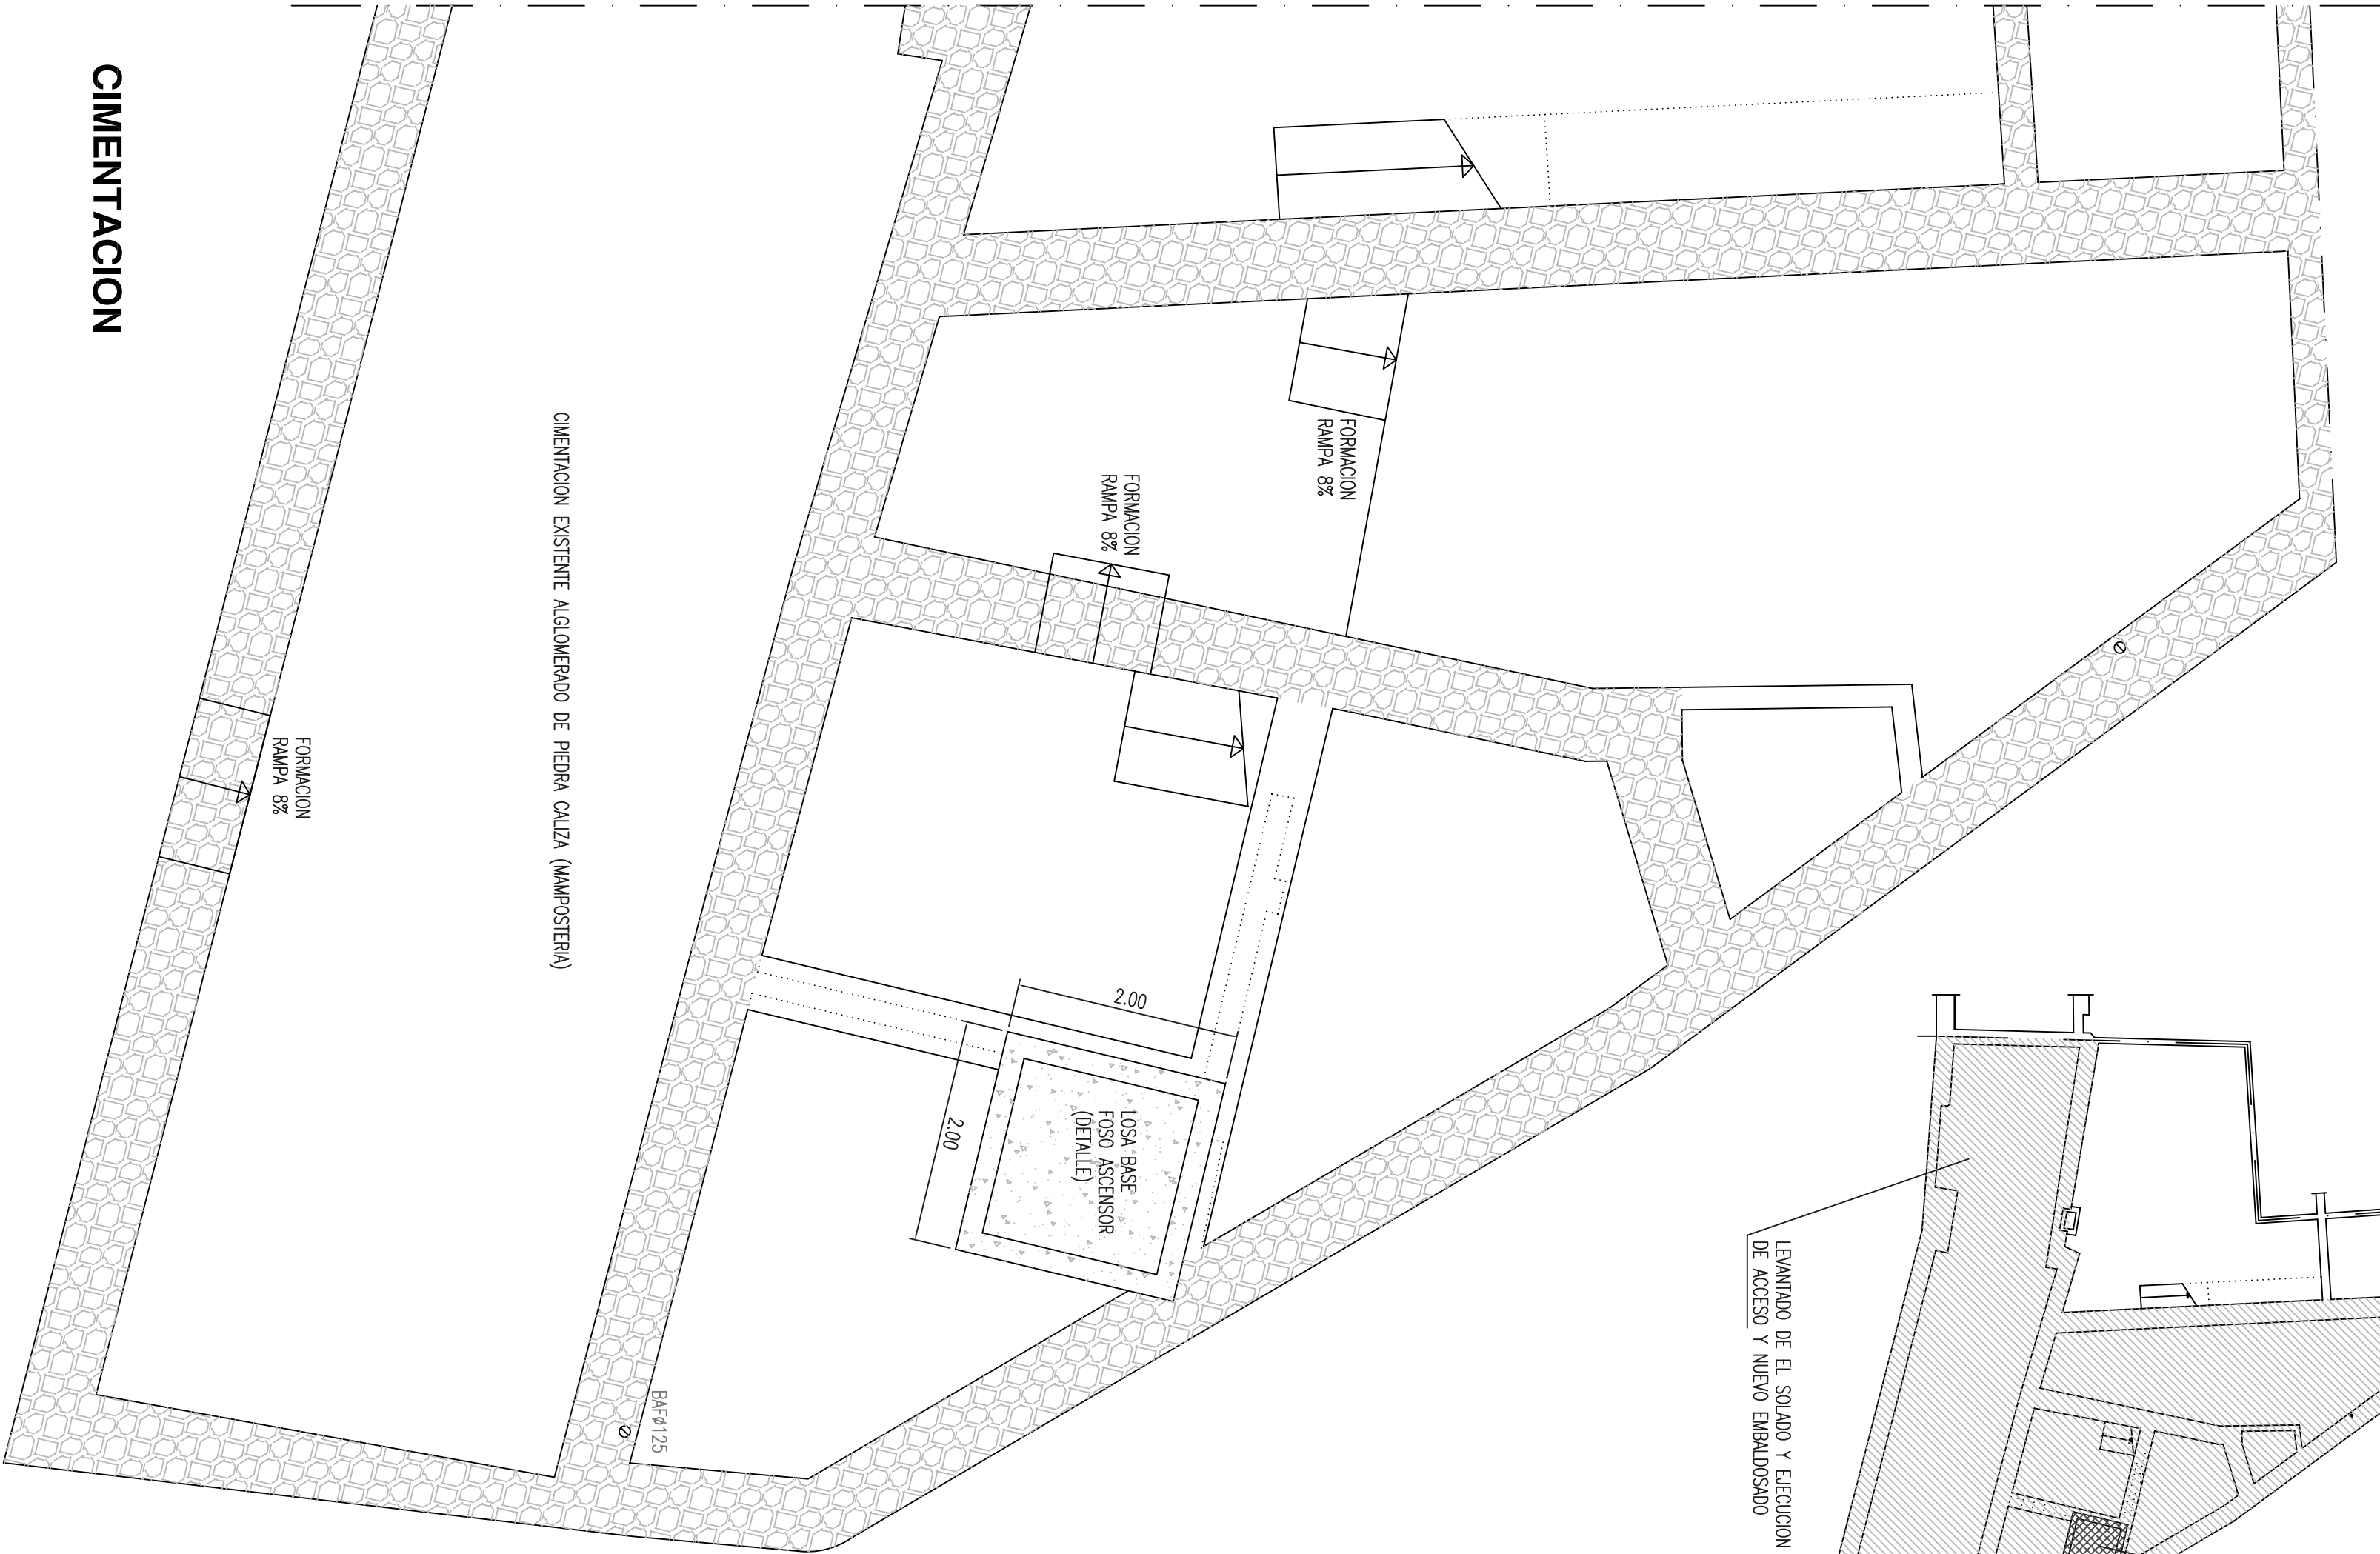 CIMENTACION
CIMENTACION EXISTENTE ALGLOMERADO DE PIEDRA CALIZA (MAMPOSTERIA)
FORMACION
RAMPA 8%
FORMACION
RAMPA 8%
FORMACION
RAMPA 8%
2.00
2.00
LOSA BASE
FOSO ASCENSOR
(DETALLE)
BAFø125
LEVANTADO DE EL SOLADO Y EJECUCION
DE ACCESO Y NUEVO EMBALDOSADO